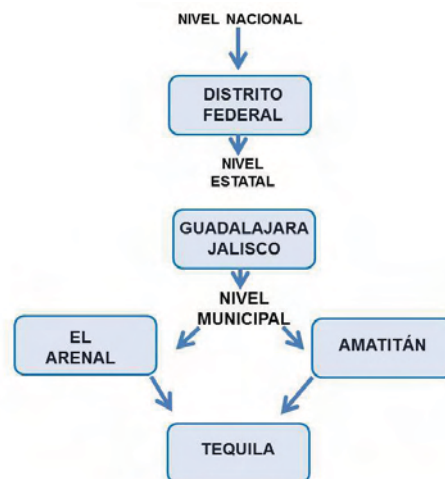 NIVEL NACIONAL
DISTRITO
FEDERAL
NIVEL
ESTATAL
GUADALAJARA
JALISCO
NIVEL
MUNICIPAL
EL
ARENAL
AMATITÁN
TEQUILA